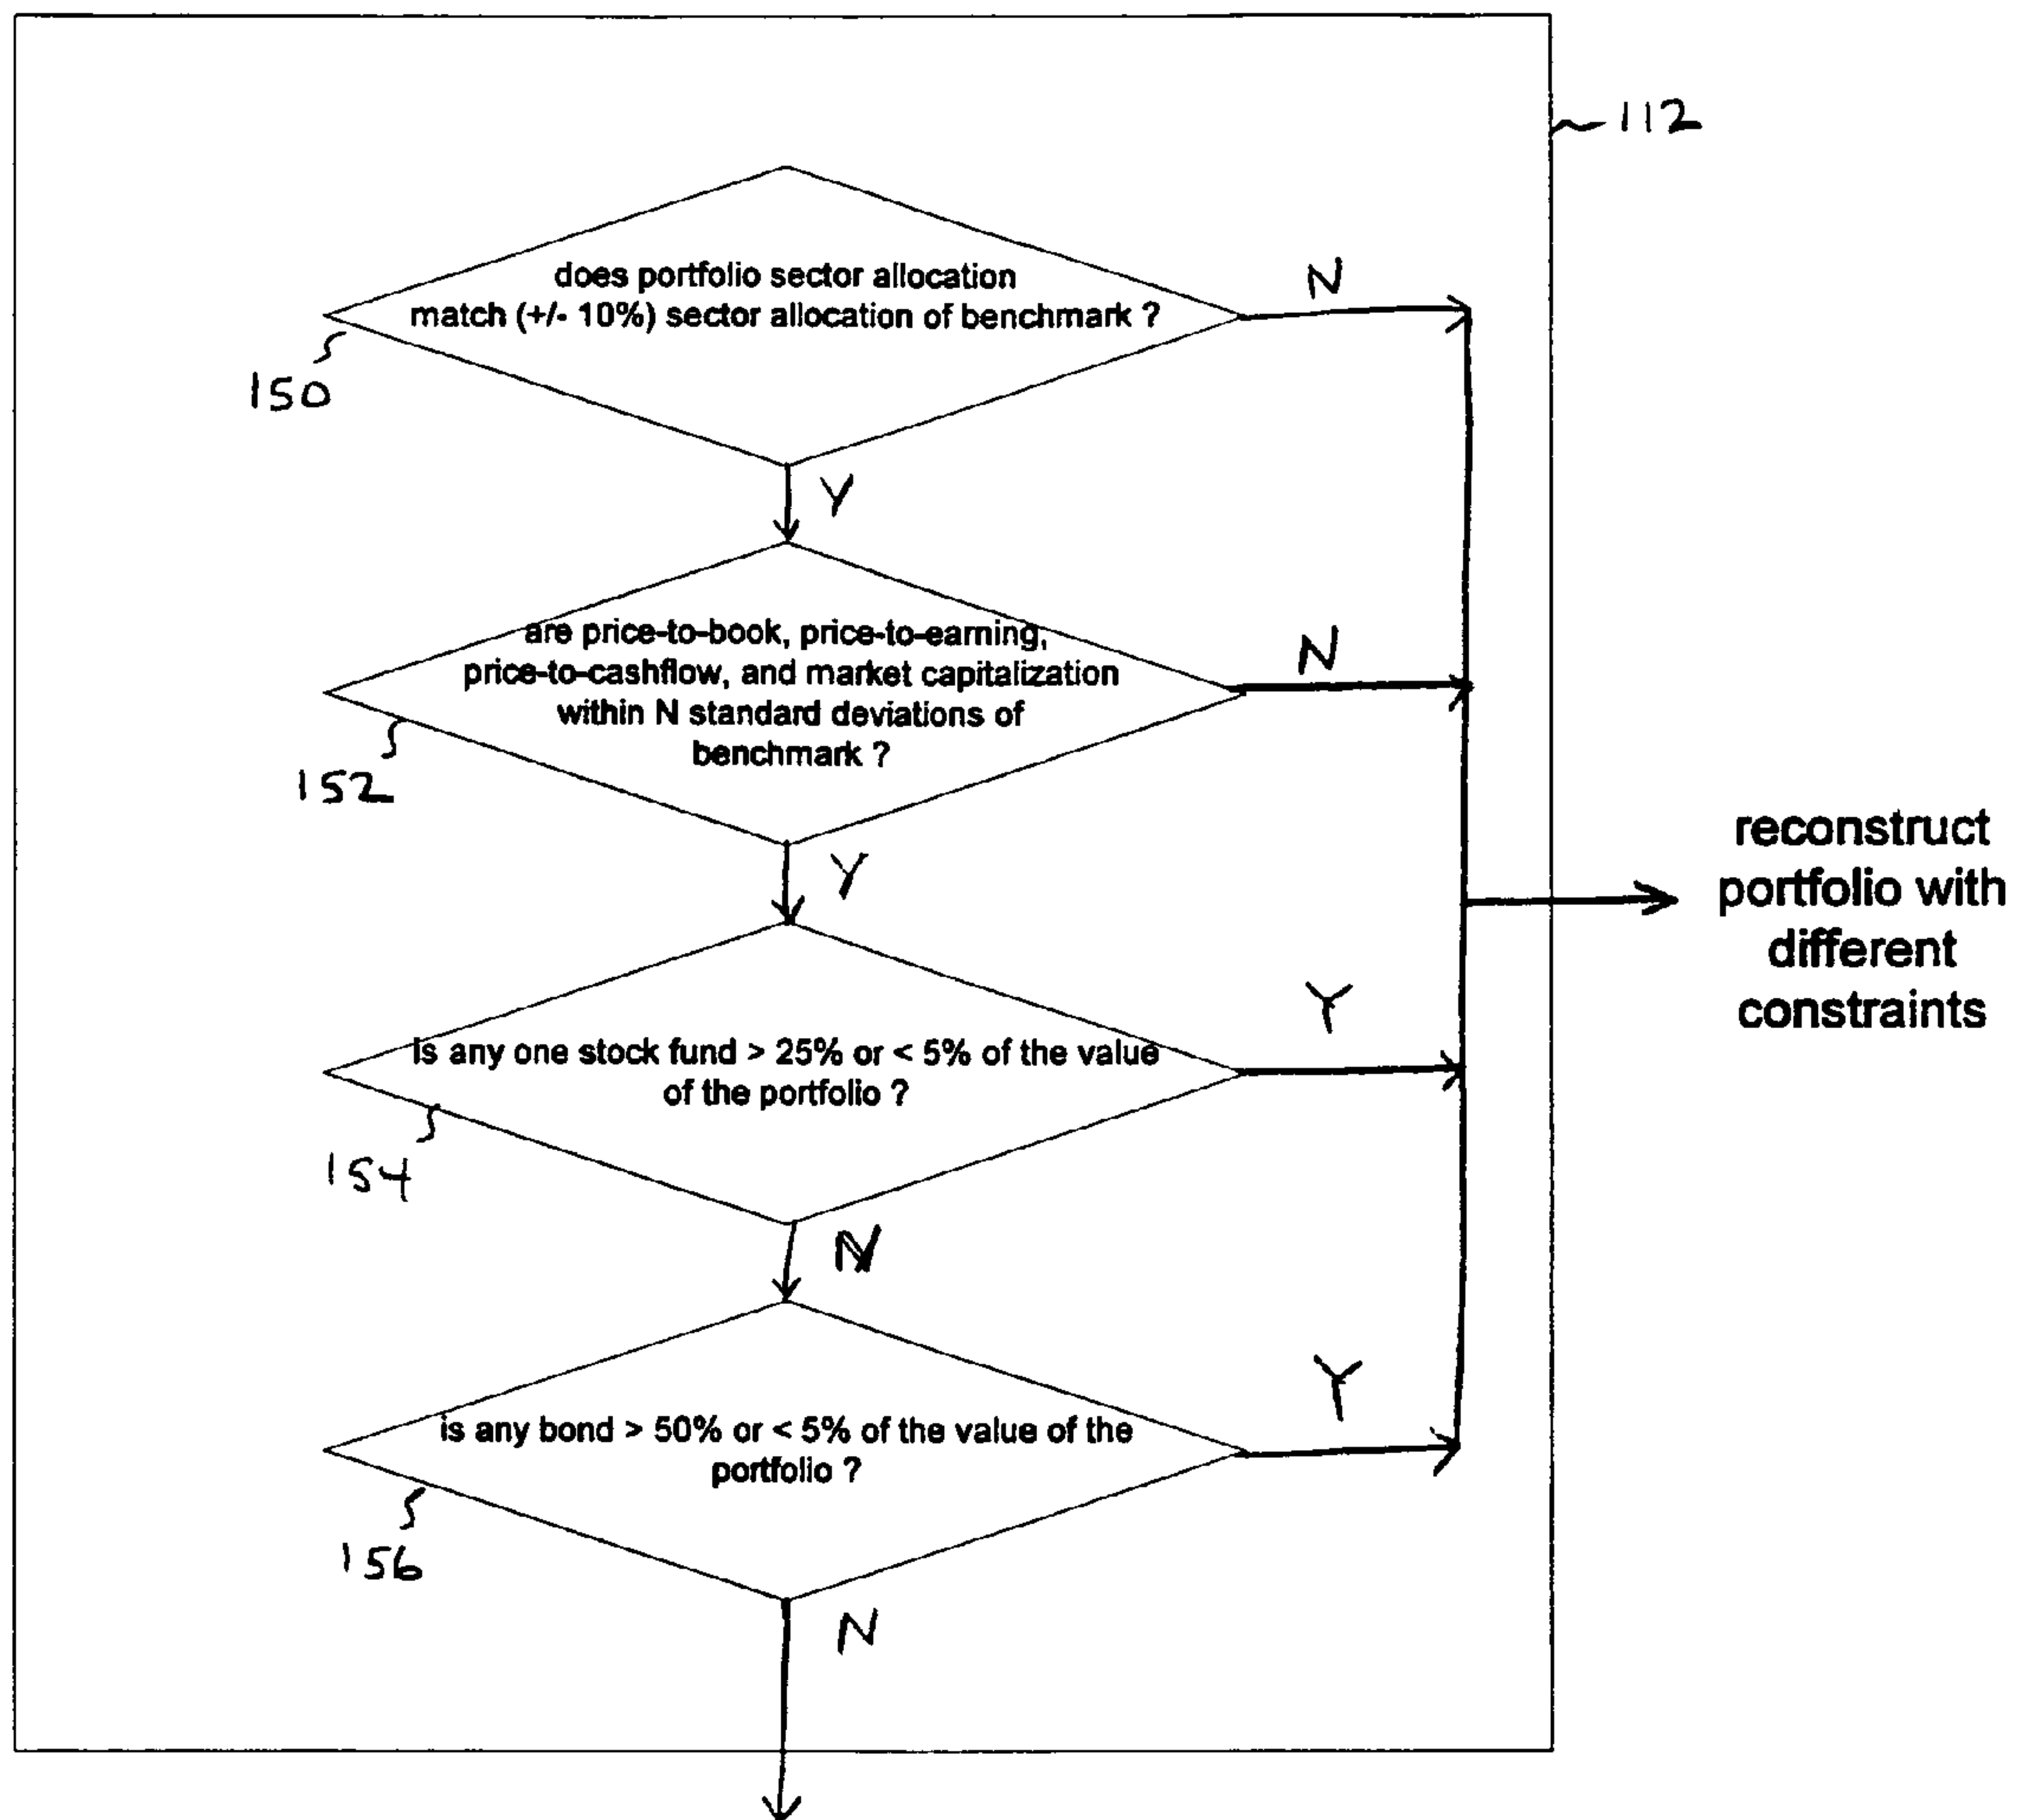 112
does portfolio sector allocation
match (+/- 10%) sector allocation of benchmark ?
N
150
Y
are price-to-book, price-to-earning,
price-to-cashflow, and market capitalization
within N standard deviations of
benchmark ?
N
152
Y
reconstruct
portfolio with
different
constraints
is any one stock fund > 25% or < 5% of the value
of the portfolio ?
Y
154
N
is any bond > 50% or < 5% of the value of the
portfolio ?
Y
156
N